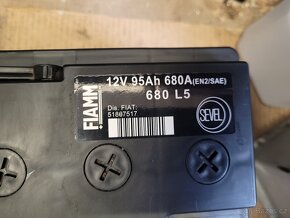 FIAMM
12V 95Ah 680A (EN2/SAE)
680 L5
Dis. FIAT:
51867517
SEVEL